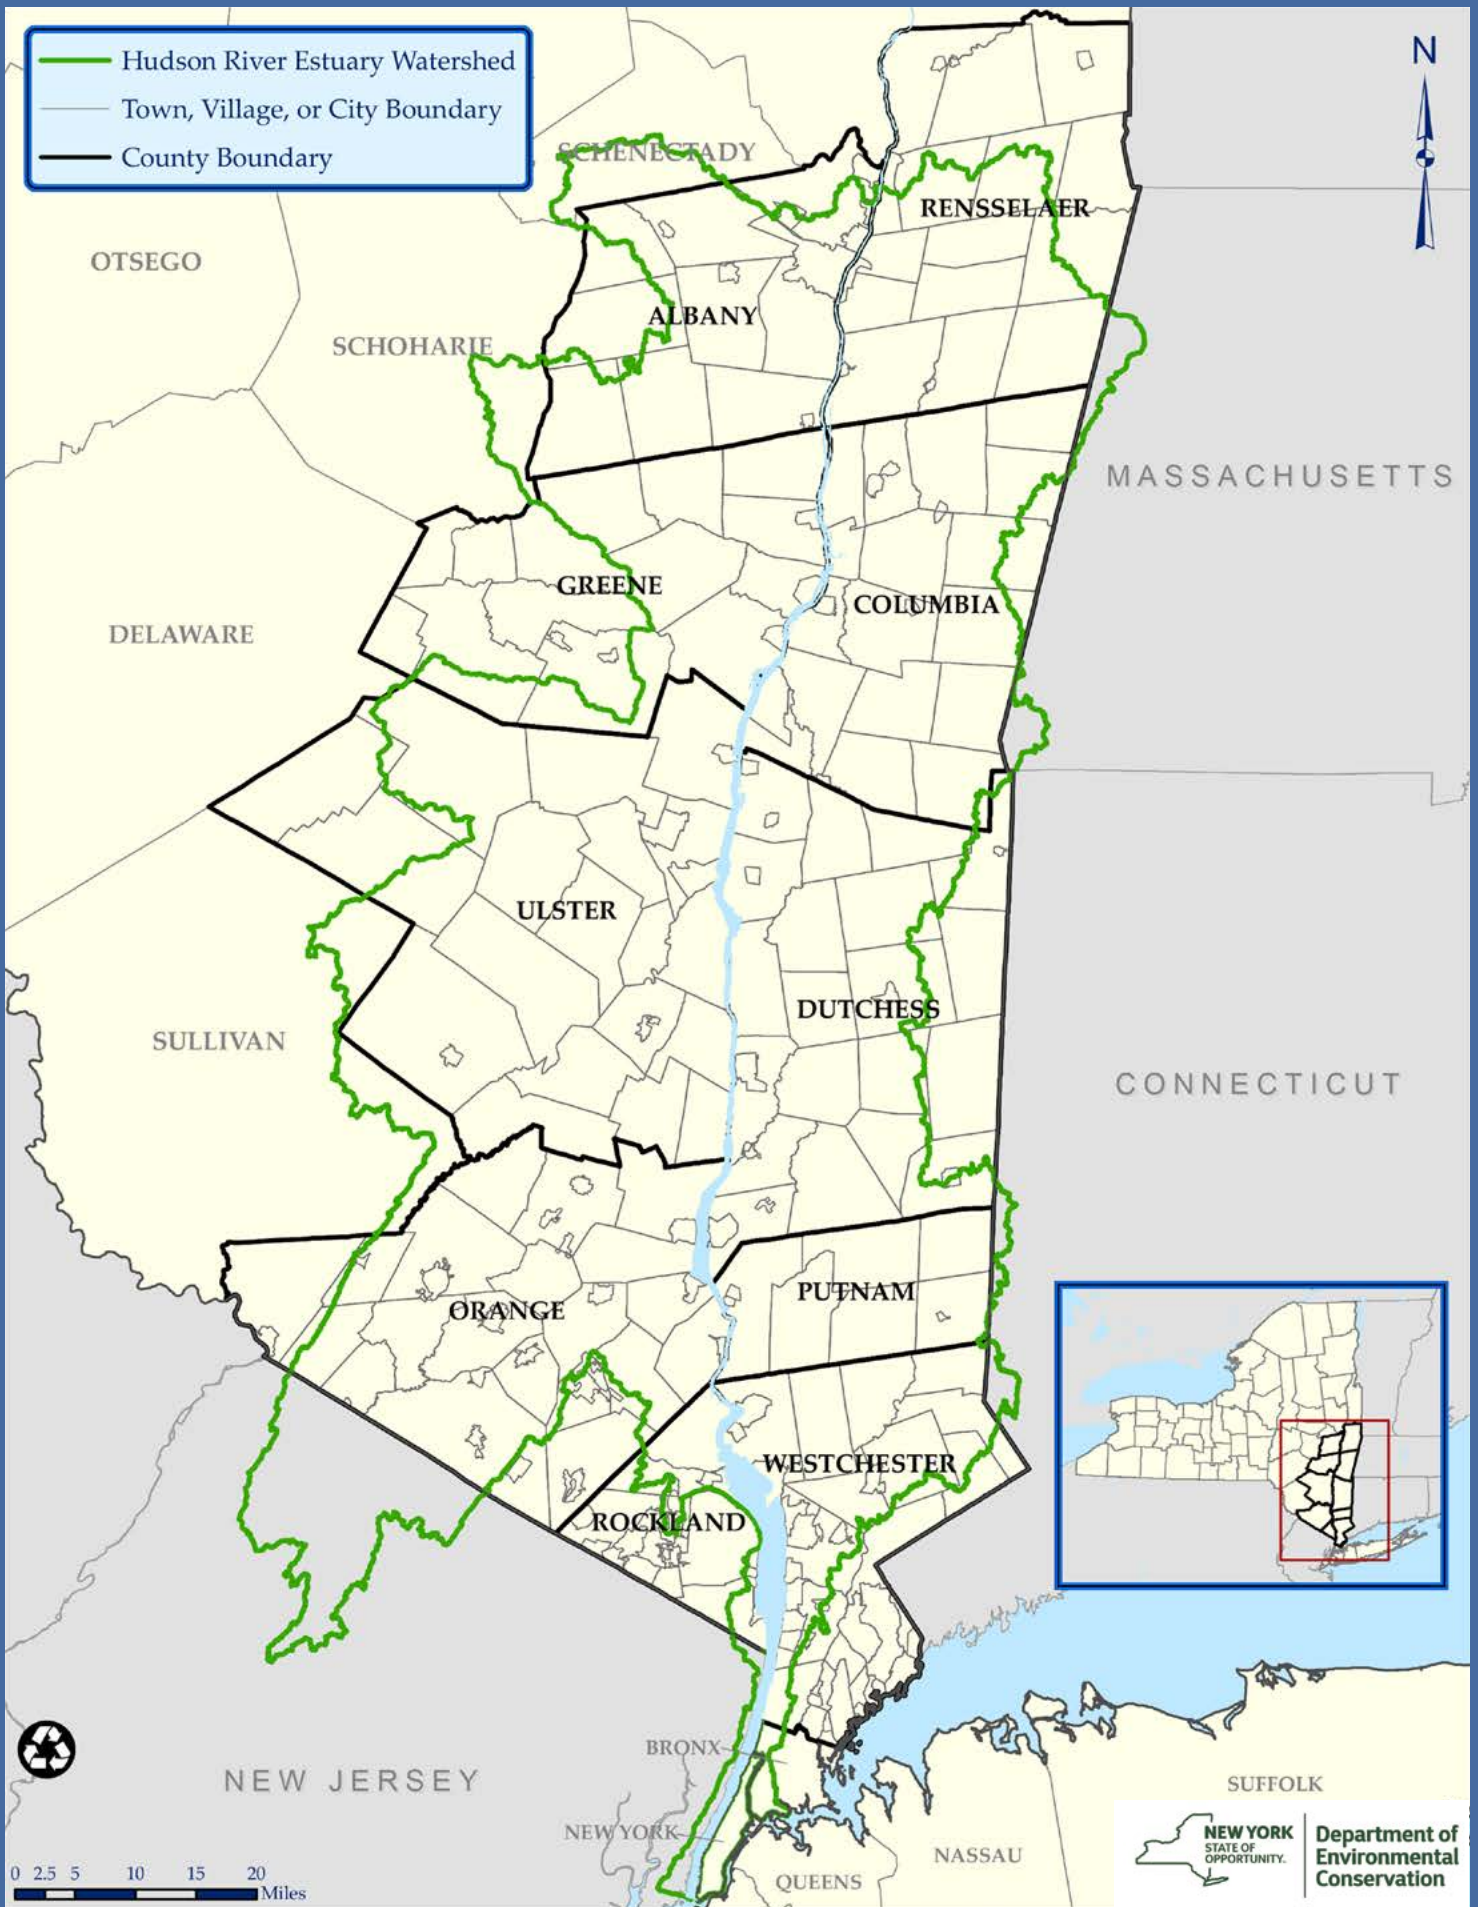 Hudson River Estuary Watershed
Town, Village, or City Boundary
County Boundary
N
SCHENECTADY
RENSSELAER
OTSEGO
ALBANY
SCHOHARIE
MASSACHUSETTS
GREENE
COLUMBIA
DELAWARE
ULSTER
DUTCHESS
SULLIVAN
CONNECTICUT
PUTNAM
ORANGE
WESTCHESTER
ROCKLAND
BRONX
NEW JERSEY
SUFFOLK
NEW YORK
NASSAU
QUEENS
0 2.5 5 10 15 20
Miles
NEW YORK
STATE OF
OPPORTUNITY.
Department of
Environmental
Conservation